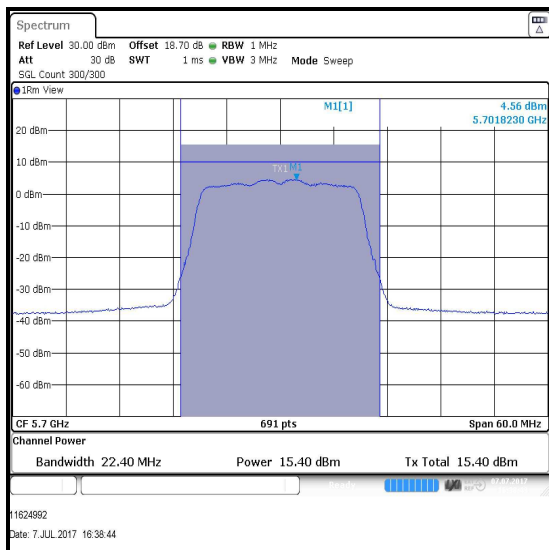 Spectrum
Ref Level 30.00 dBm Offset 18.70 dB RBW 1 MHz
Att 30 dB SWT 1 ms VBW 3 MHz Mode Sweep
SGL Count 300/300
1Rm View
M1[1] 4.56 dBm
5.7018230 GHz
20 dBm
10 dBm
TX1 M1
0 dBm
-10 dBm
-20 dBm
-30 dBm
-40 dBm
-50 dBm
-60 dBm
CF 5.7 GHz 691 pts Span 60.0 MHz
Channel Power
Bandwidth 22.40 MHz Power 15.40 dBm Tx Total 15.40 dBm
Ready 07.07.2017
11624992
Date: 7.JUL.2017 16:38:44